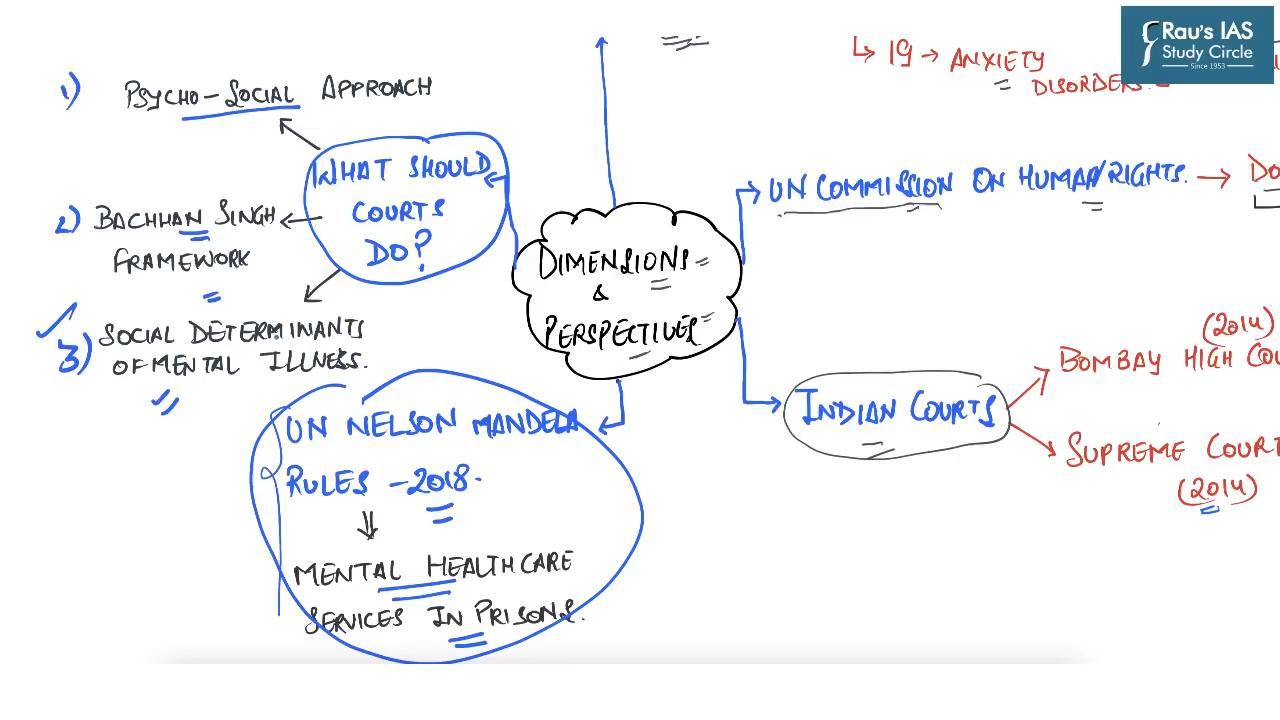 Rau's IAS
Study Circle
Since 1953
↳ 19 → ANXIETY
DISORDERS
1) PSYCHO-SOCIAL APPROACH
WHAT SHOULD
COURTS
DO?
2) BACHHAN SINGH
FRAMEWORK
3) SOCIAL DETERMINANTS
OF MENTAL ILLNESS.
DIMENSIONS
&
PERSPECTIVES
UN COMMISSION ON HUMAN RIGHTS. → DO
INDIAN COURTS
(2014)
BOMBAY HIGH COU
SUPREME COURT
(2014)
UN NELSON MANDELA
RULES - 2018.
MENTAL HEALTHCARE
SERVICES IN PRISONS.